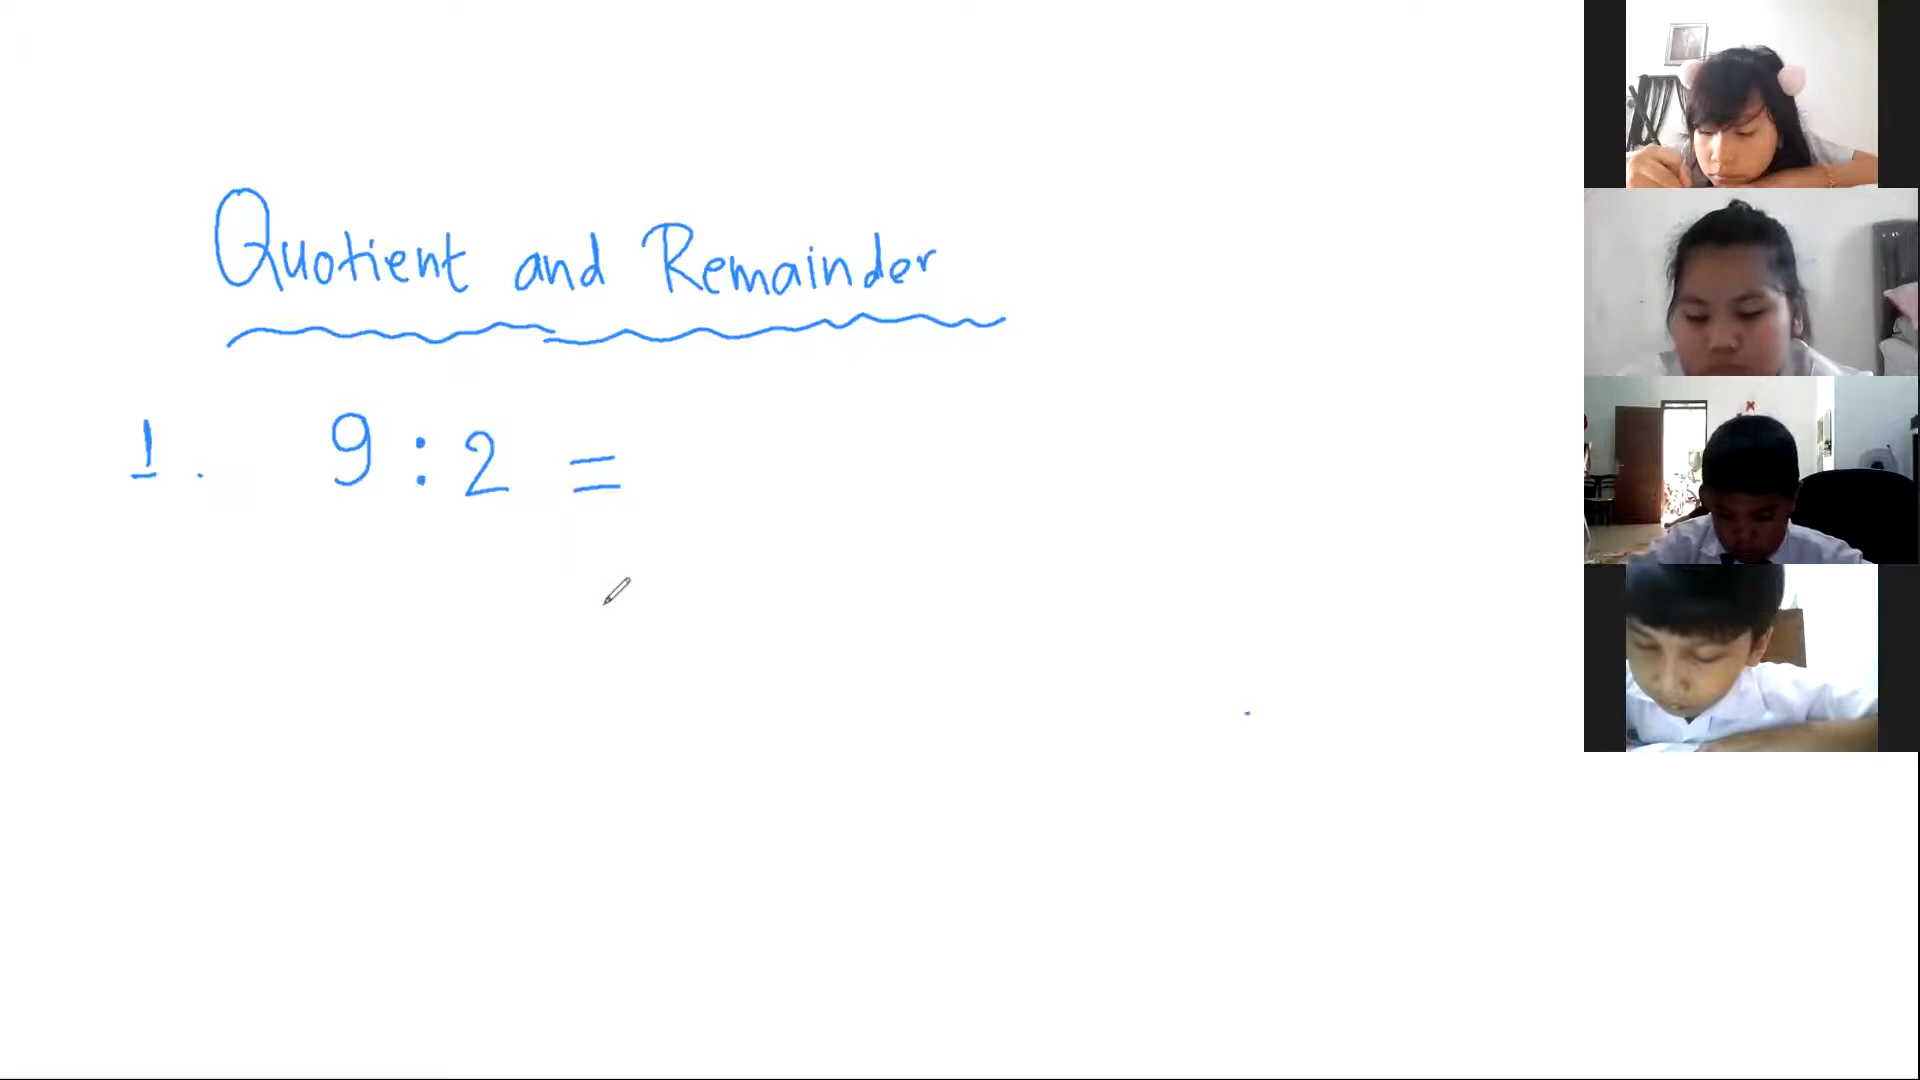 Quotient and Remainder
1. 9 : 2 =